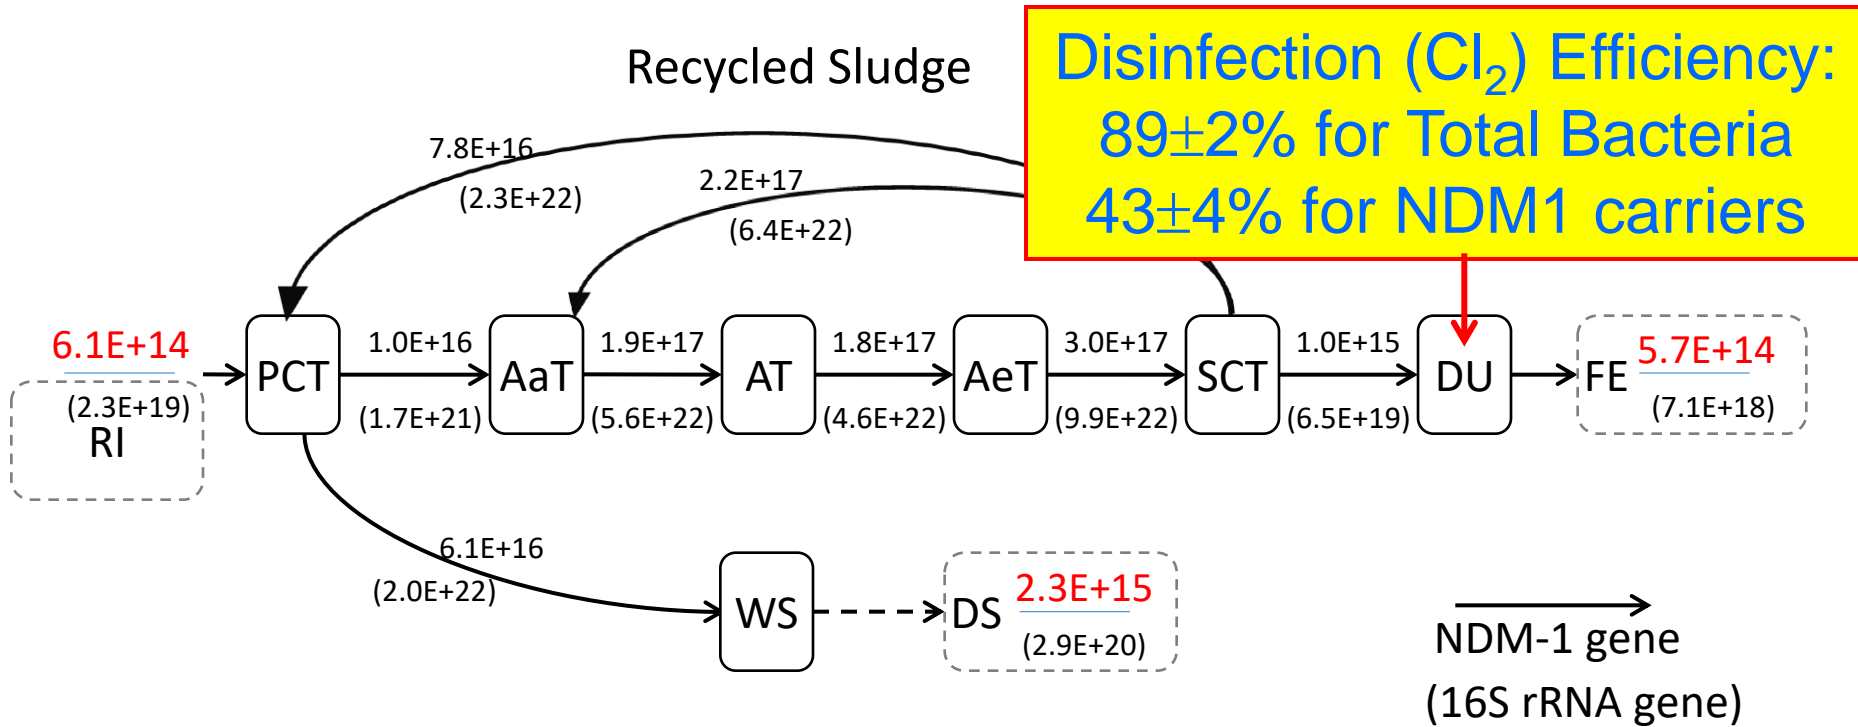 Recycled Sludge
Disinfection (Cl₂) Efficiency:
89±2% for Total Bacteria
43±4% for NDM1 carriers
7.8E+16
(2.3E+22)
2.2E+17
(6.4E+22)
6.1E+14
(2.3E+19)
RI
PCT
1.0E+16
(1.7E+21)
AaT
1.9E+17
(5.6E+22)
AT
1.8E+17
(4.6E+22)
AeT
3.0E+17
(9.9E+22)
SCT
1.0E+15
(6.5E+19)
DU
FE
5.7E+14
(7.1E+18)
6.1E+16
(2.0E+22)
WS
DS
2.3E+15
(2.9E+20)
NDM-1 gene
(16S rRNA gene)